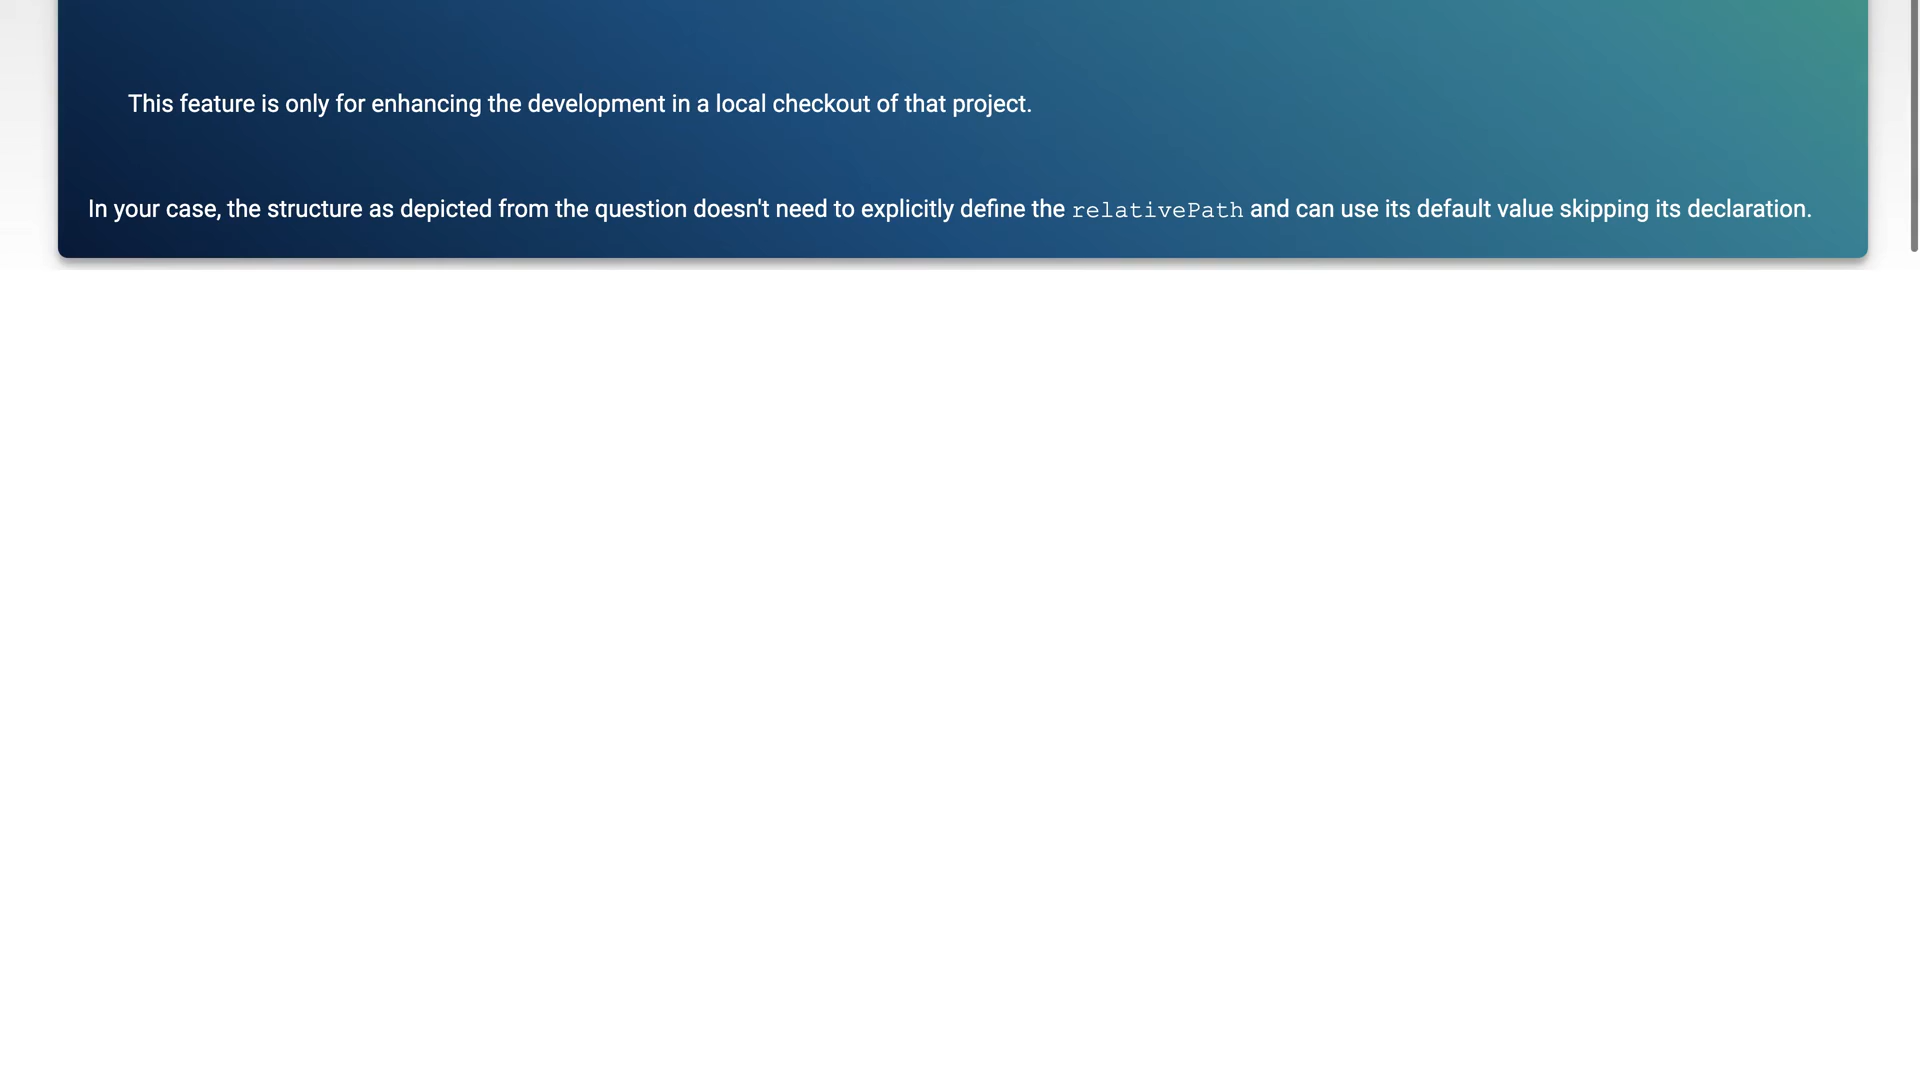 This feature is only for enhancing the development in a local checkout of that project.
In your case, the structure as depicted from the question doesn't need to explicitly define the relativePath and can use its default value skipping its declaration.